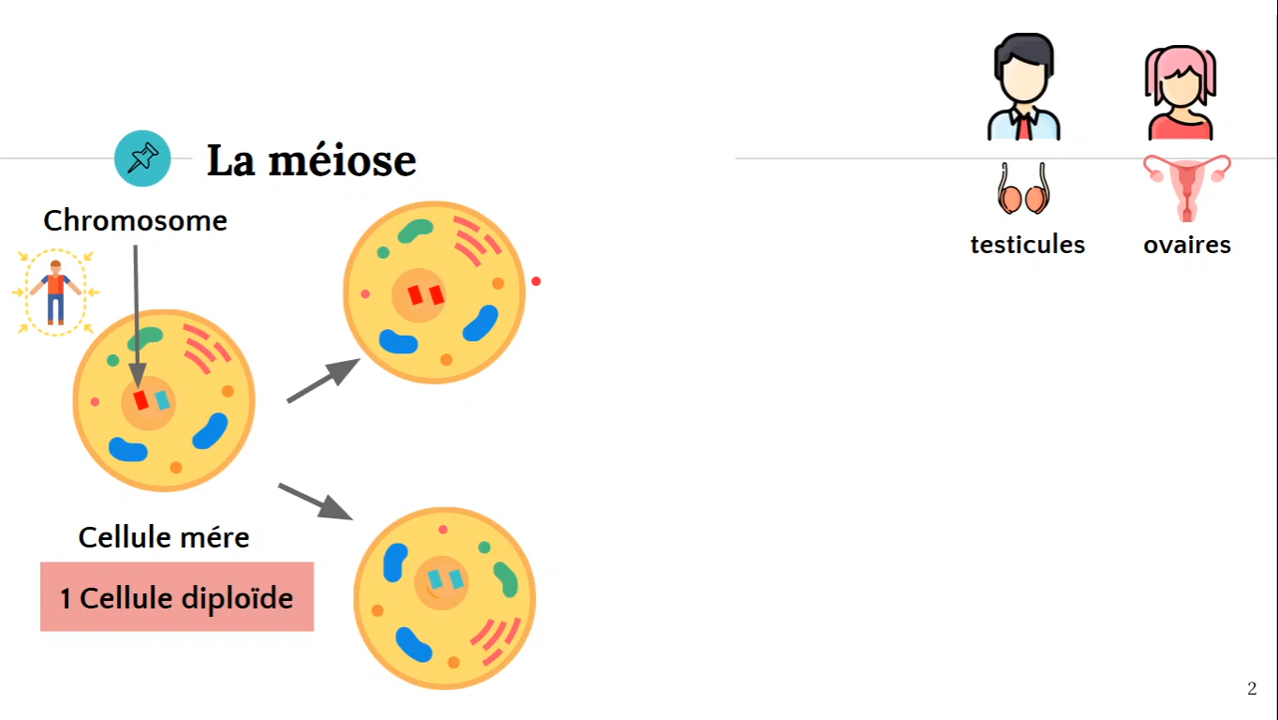 La méiose
Chromosome
testicules
ovaires
Cellule mére
1 Cellule diploïde
2